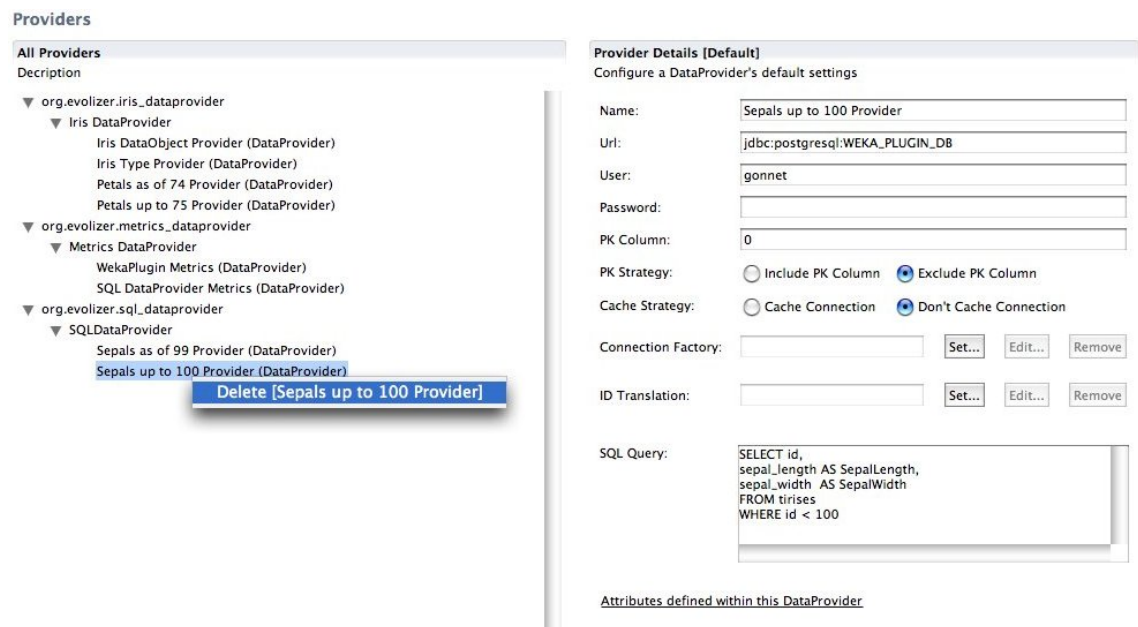 Providers
All Providers
Decription
org.evolizer.iris_dataprovider
Iris DataProvider
Iris DataObject Provider (DataProvider)
Iris Type Provider (DataProvider)
Petals as of 74 Provider (DataProvider)
Petals up to 75 Provider (DataProvider)
org.evolizer.metrics_dataprovider
Metrics DataProvider
WekaPlugin Metrics (DataProvider)
SQL DataProvider Metrics (DataProvider)
org.evolizer.sql_dataprovider
SQLDataProvider
Sepals as of 99 Provider (DataProvider)
Sepals up to 100 Provider (DataProvider)
Delete [Sepals up to 100 Provider]
Provider Details [Default]
Configure a DataProvider's default settings
Name: Sepals up to 100 Provider
Url: jdbc:postgresql:WEKA_PLUGIN_DB
User: gonnet
Password:
PK Column: 0
PK Strategy: Include PK Column Exclude PK Column
Cache Strategy: Cache Connection Don't Cache Connection
Connection Factory: Set... Edit... Remove
ID Translation: Set... Edit... Remove
SQL Query: SELECT id,
sepal_length AS SepalLength,
sepal_width  AS SepalWidth
FROM tirises
WHERE id < 100
Attributes defined within this DataProvider